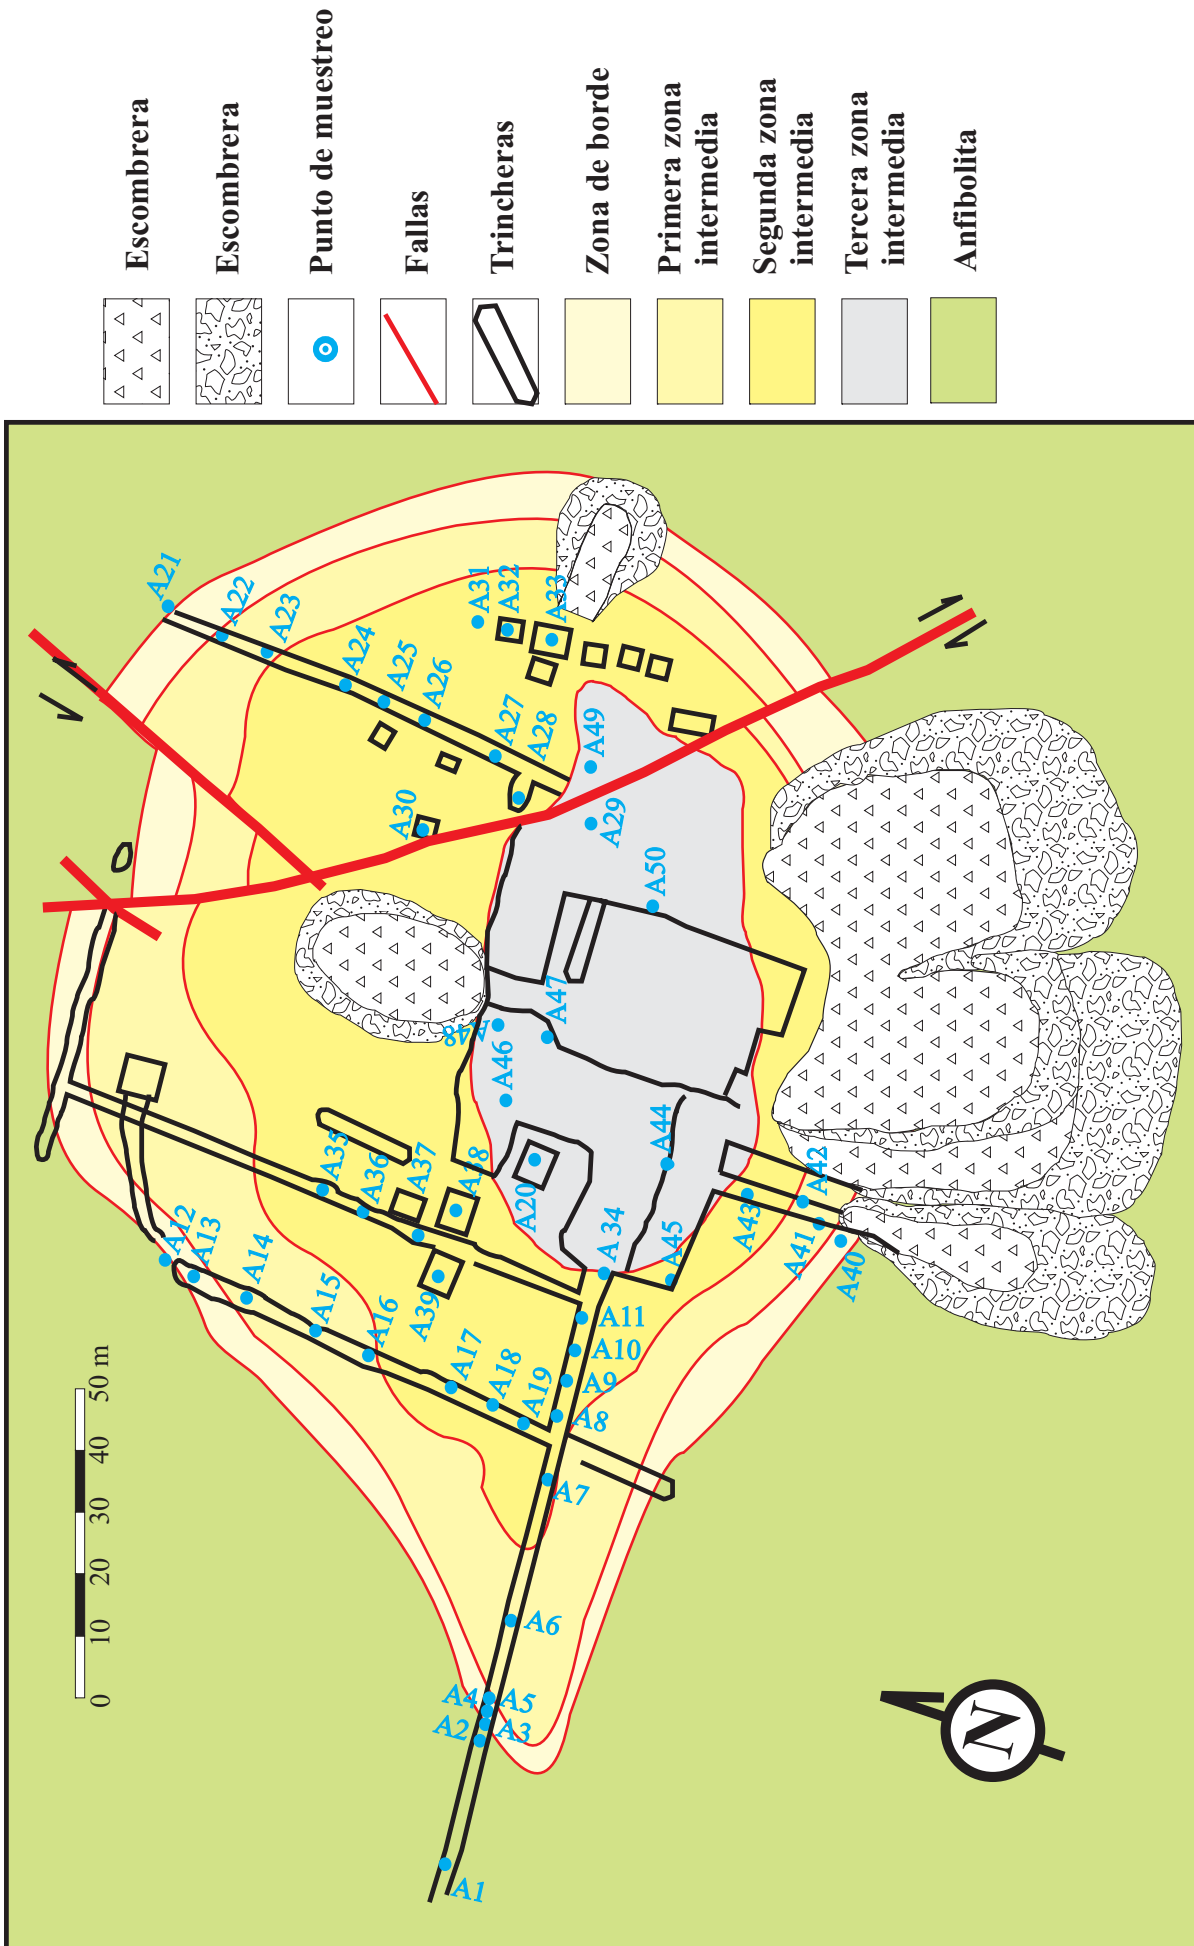 Escombrera
Escombrera
Punto de muestreo
Fallas
Trincheras
Zona de borde
Primera zona
intermedia
Segunda zona
intermedia
Tercera zona
intermedia
Anfibolita
A21
A22
A23
A24
A25
A26
A27
A28
A30
A31
A32
A33
A49
A29
A50
A47
A48
A46
A44
A20
A34
A45
A43
A42
A41
A40
A35
A36
A37
A38
A39
A12
A13
A14
A15
A16
A17
A18
A19
A11
A10
A9
A8
A7
A6
A5
A4
A3
A2
A1
0 10 20 30 40 50 m
N